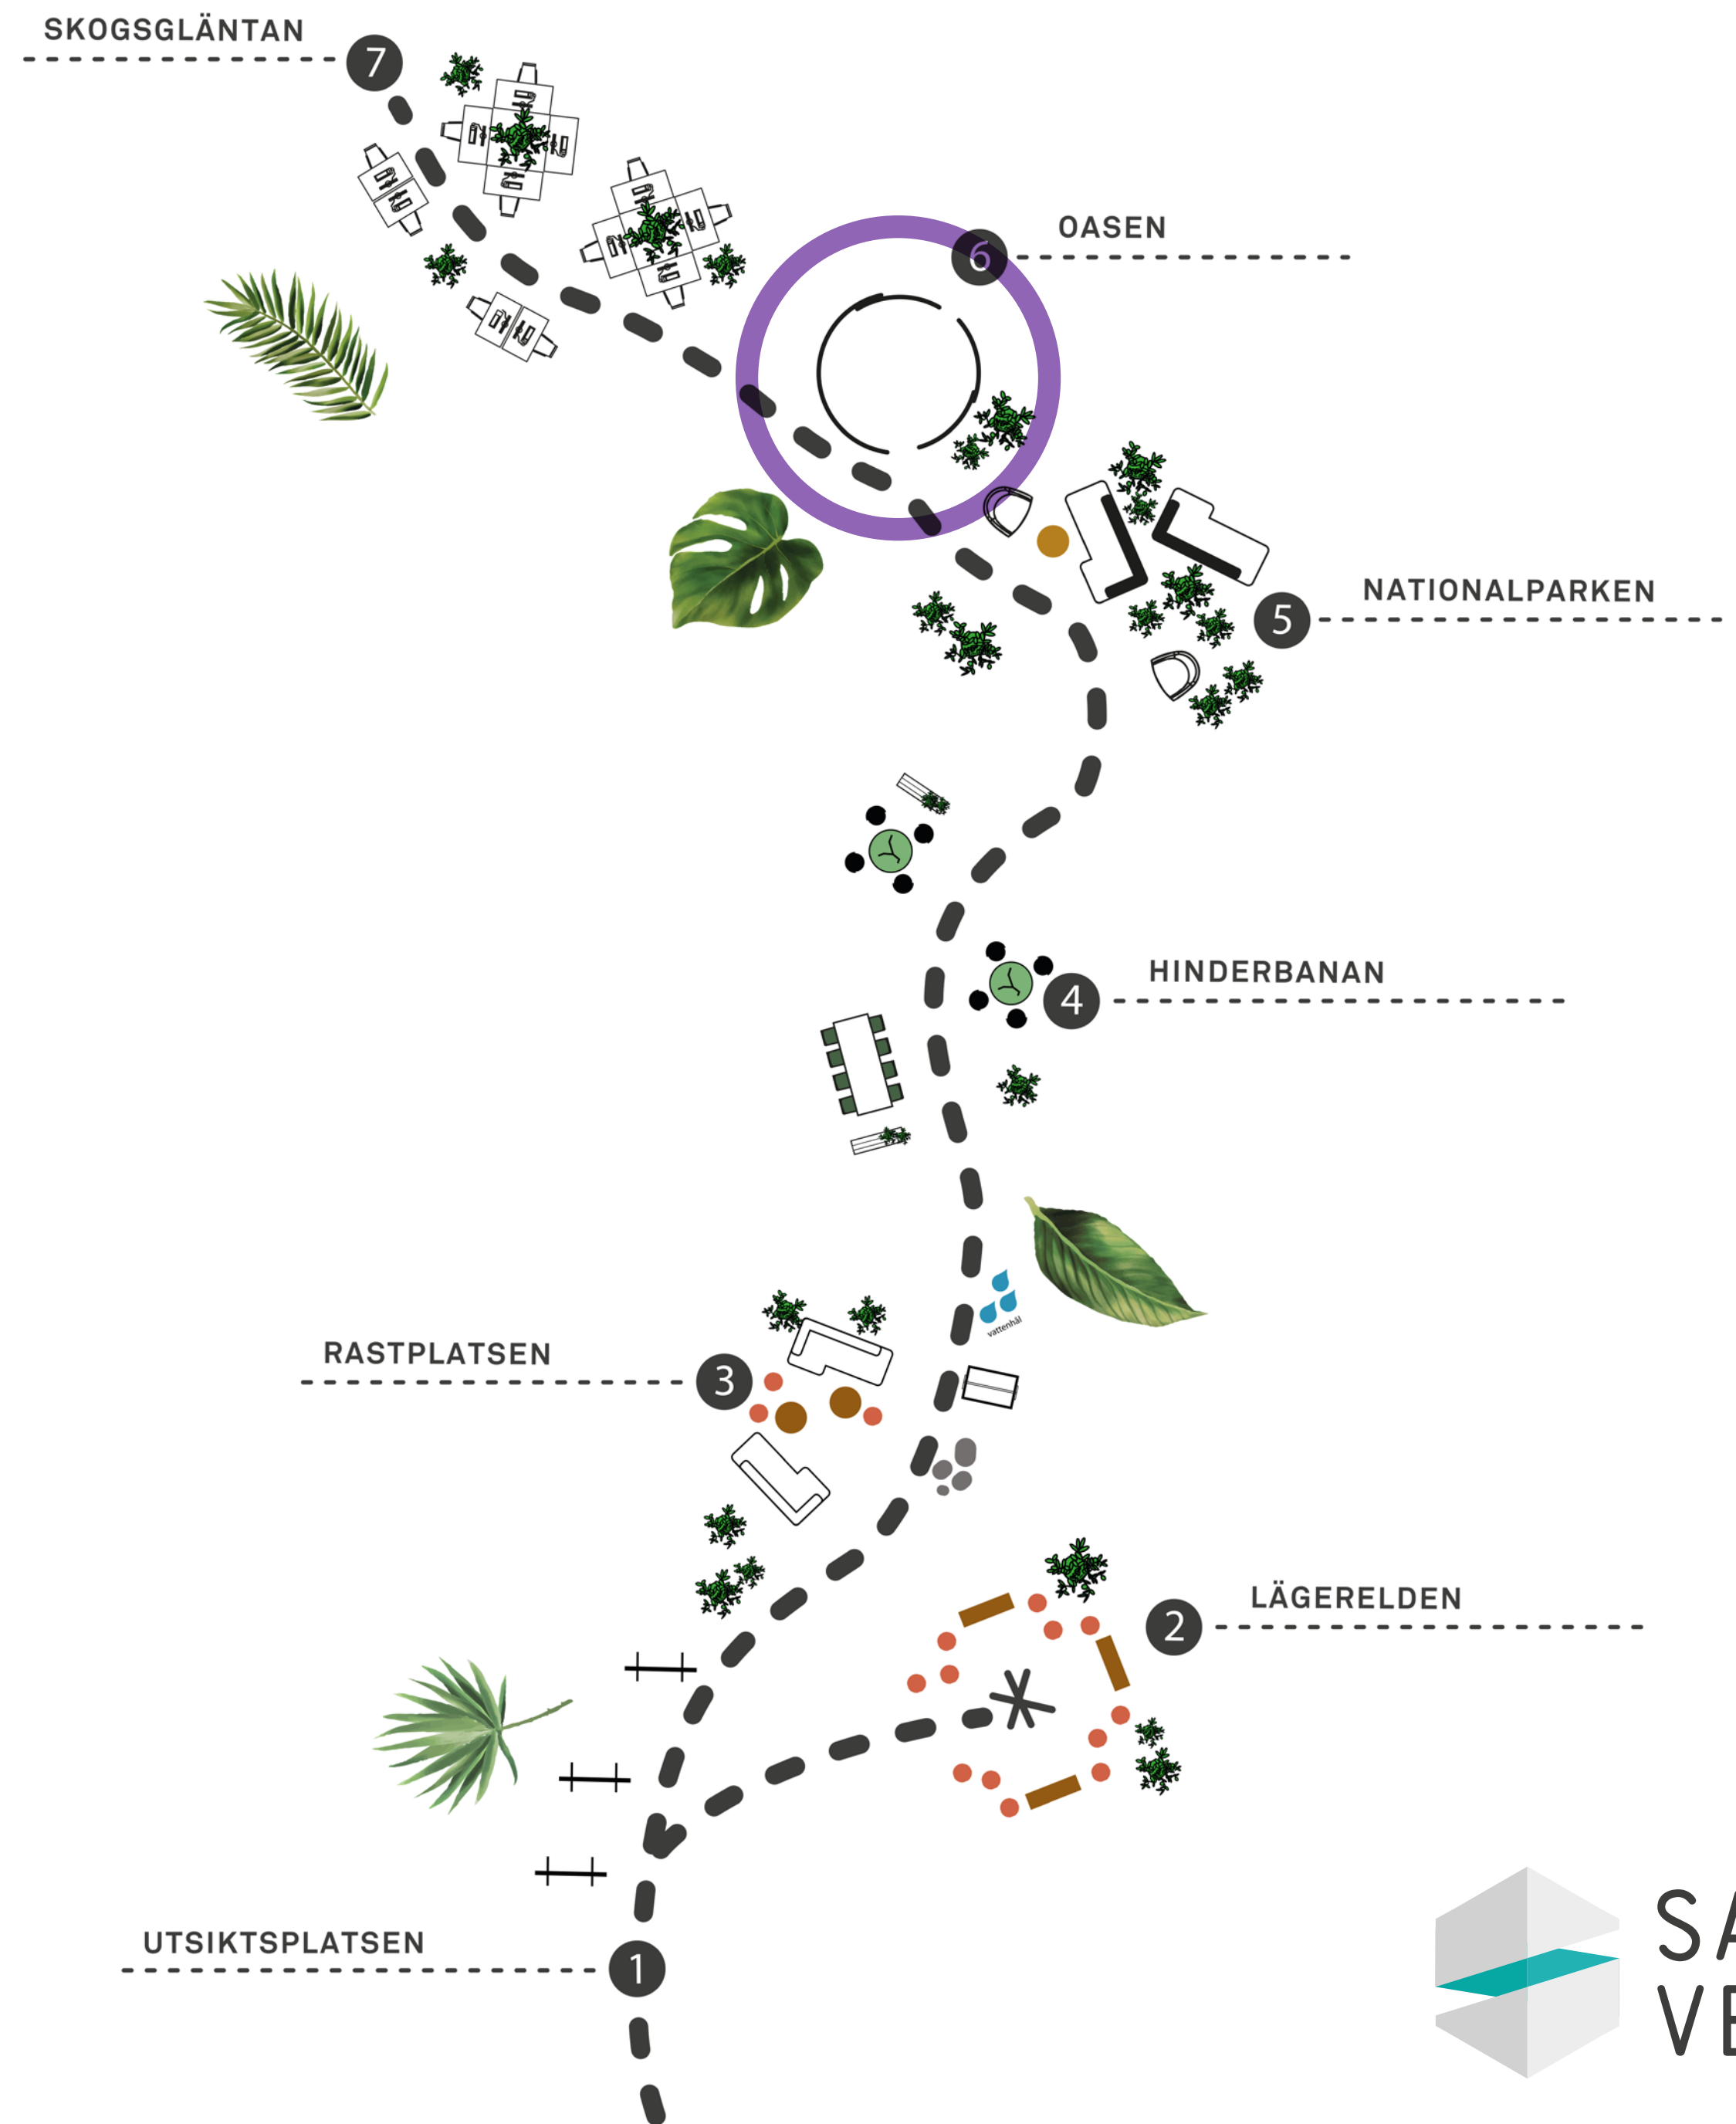 SKOGSGLÄNTAN
7
6
OASEN
NATIONALPARKEN
5
HINDERBANAN
4
vattenhål
RASTPLATSEN
3
LÄGERELDEN
2
UTSIKTSPLATSEN
1